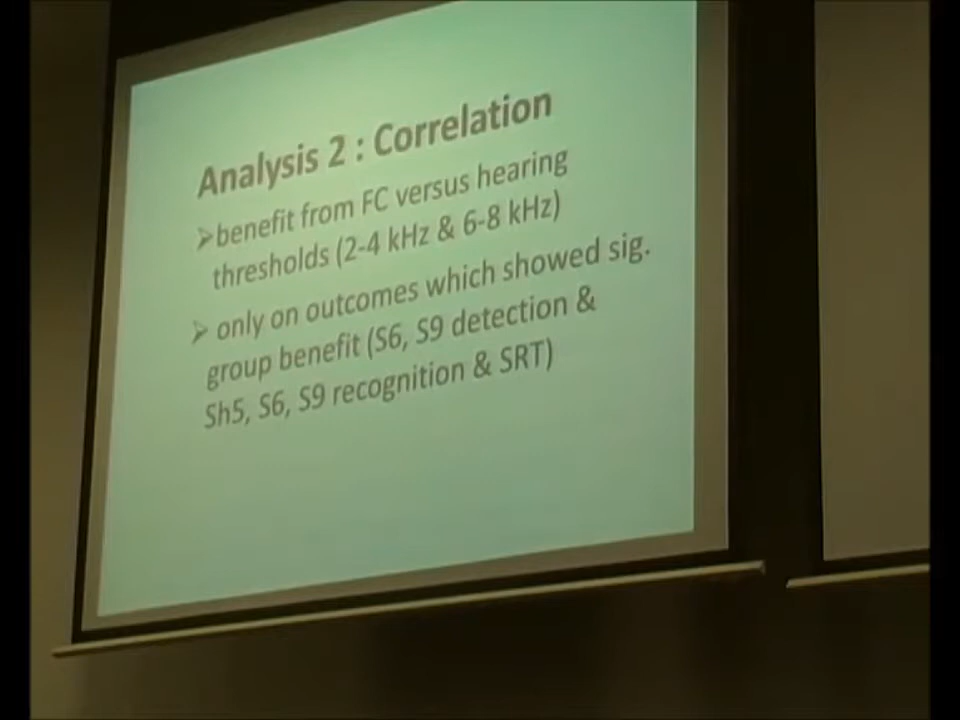 Analysis 2 : Correlation
➢benefit from FC versus hearing
thresholds (2-4 kHz & 6-8 kHz)
➢ only on outcomes which showed sig.
group benefit (S6, S9 detection &
Sh5, S6, S9 recognition & SRT)